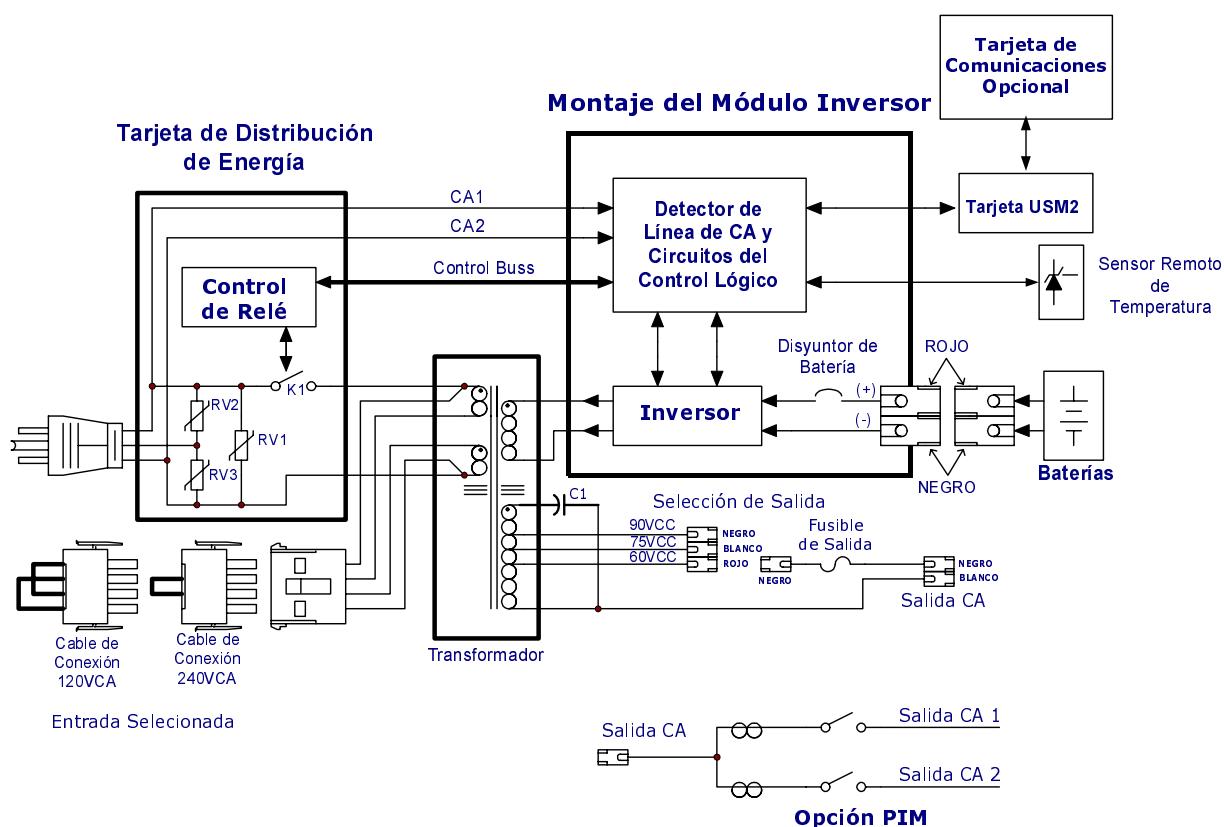 Tarjeta de
Comunicaciones
Opcional
Montaje del Módulo Inversor
Tarjeta de Distribución
de Energía
CA1
CA2
Control Buss
Detector de
Línea de CA y
Circuitos del
Control Lógico
Tarjeta USM2
Sensor Remoto
de
Temperatura
Control
de Relé
K1
RV2
RV1
RV3
Disyuntor de
Batería
ROJO
(+)
(-)
Inversor
NEGRO
Baterías
C1
Selección de Salida
90VCC
75VCC
60VCC
NEGRO
BLANCO
ROJO
Fusible
de Salida
NEGRO
NEGRO
BLANCO
Salida CA
Cable de
Conexión
120VCA
Cable de
Conexión
240VCA
Transformador
Entrada Selecionada
Salida CA
Salida CA 1
Salida CA 2
Opción PIM